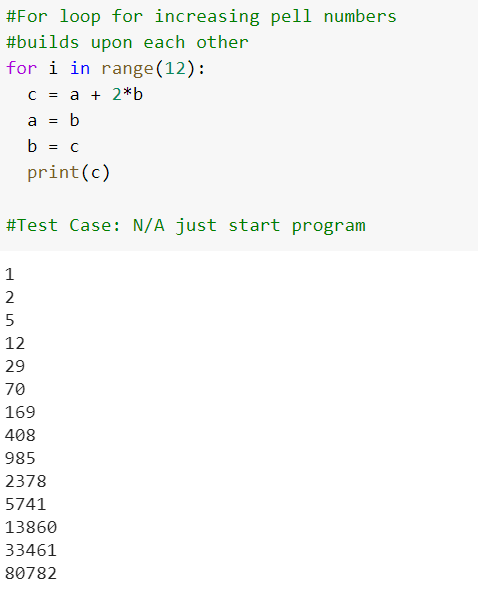 #For loop for increasing pell numbers
#builds upon each other
for i in range(12):
  c = a + 2*b
  a = b
  b = c
  print(c)
#Test Case: N/A just start program
1
2
5
12
29
70
169
408
985
2378
5741
13860
33461
80782